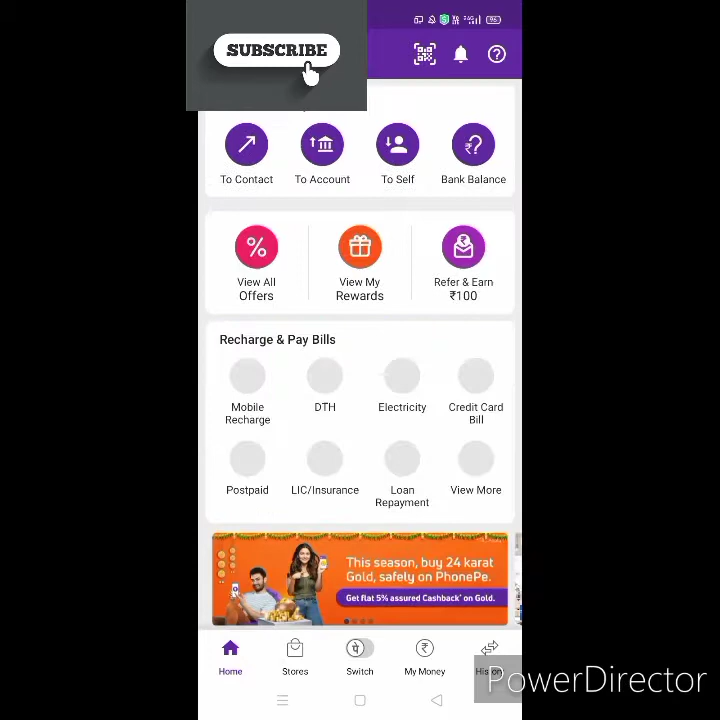 SUBSCRIBE
To Contact
To Account
To Self
Bank Balance
View All
Offers
View My
Rewards
Refer & Earn
₹100
Recharge & Pay Bills
Mobile
Recharge
DTH
Electricity
Credit Card
Bill
Postpaid
LIC/Insurance
Loan
Repayment
View More
This season, buy 24 karat
Gold, safely on PhonePe.
Get flat 5% assured Cashback* on Gold.
Home
Stores
Switch
My Money
History
PowerDirector